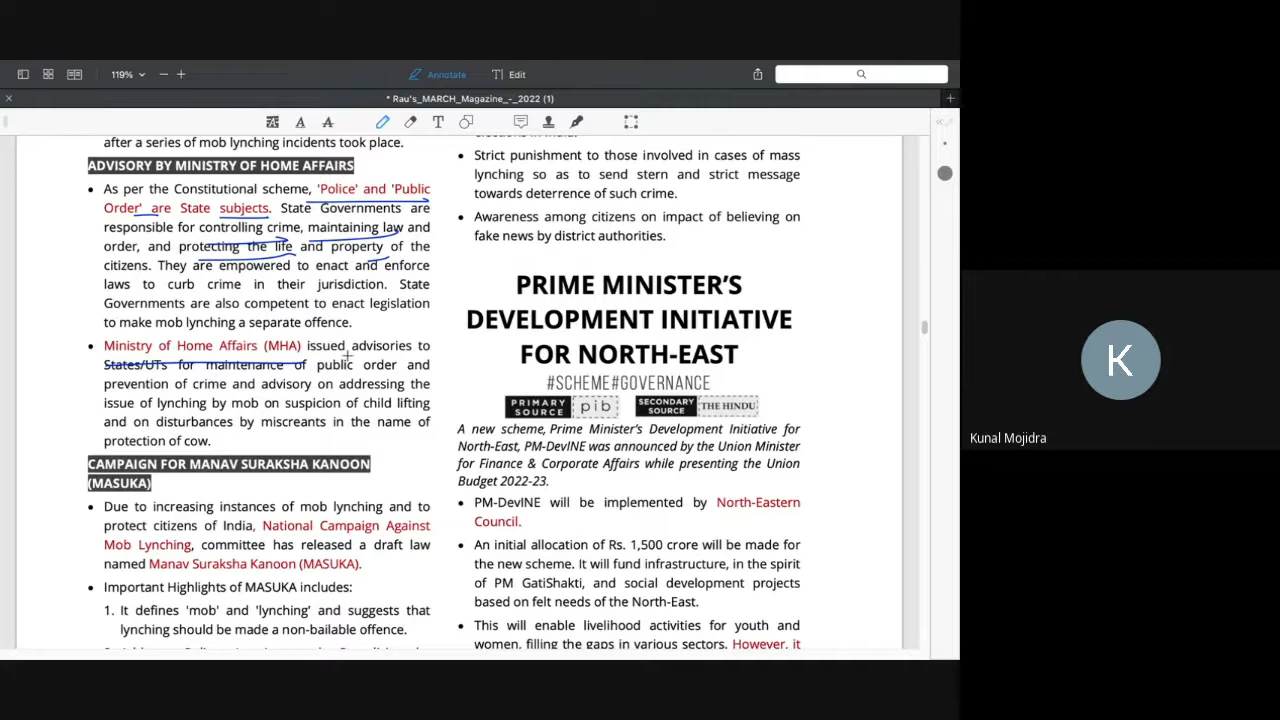 119%
Annotate
Edit
* Rau's_MARCH_Magazine_-_2022 (1)
after a series of mob lynching incidents took place.
ADVISORY BY MINISTRY OF HOME AFFAIRS
• As per the Constitutional scheme, 'Police' and 'Public
Order' are State subjects. State Governments are
responsible for controlling crime, maintaining law and
order, and protecting the life and property of the
citizens. They are empowered to enact and enforce
laws to curb crime in their jurisdiction. State
Governments are also competent to enact legislation
to make mob lynching a separate offence.
• Ministry of Home Affairs (MHA) issued advisories to
States/UTs for maintenance of public order and
prevention of crime and advisory on addressing the
issue of lynching by mob on suspicion of child lifting
and on disturbances by miscreants in the name of
protection of cow.
CAMPAIGN FOR MANAV SURAKSHA KANOON
(MASUKA)
• Due to increasing instances of mob lynching and to
protect citizens of India, National Campaign Against
Mob Lynching, committee has released a draft law
named Manav Suraksha Kanoon (MASUKA).
• Important Highlights of MASUKA includes:
1. It defines 'mob' and 'lynching' and suggests that
lynching should be made a non-bailable offence.
• Strict punishment to those involved in cases of mass
lynching so as to send stern and strict message
towards deterrence of such crime.
• Awareness among citizens on impact of believing on
fake news by district authorities.
PRIME MINISTER'S
DEVELOPMENT INITIATIVE
FOR NORTH-EAST
#SCHEME#GOVERNANCE
PRIMARY SOURCE pib SECONDARY SOURCE THE HINDU
A new scheme, Prime Minister's Development Initiative for
North-East, PM-DevINE was announced by the Union Minister
for Finance & Corporate Affairs while presenting the Union
Budget 2022-23.
• PM-DevINE will be implemented by North-Eastern
Council.
• An initial allocation of Rs. 1,500 crore will be made for
the new scheme. It will fund infrastructure, in the spirit
of PM GatiShakti, and social development projects
based on felt needs of the North-East.
• This will enable livelihood activities for youth and
women, filling the gaps in various sectors. However, it
K
Kunal Mojidra